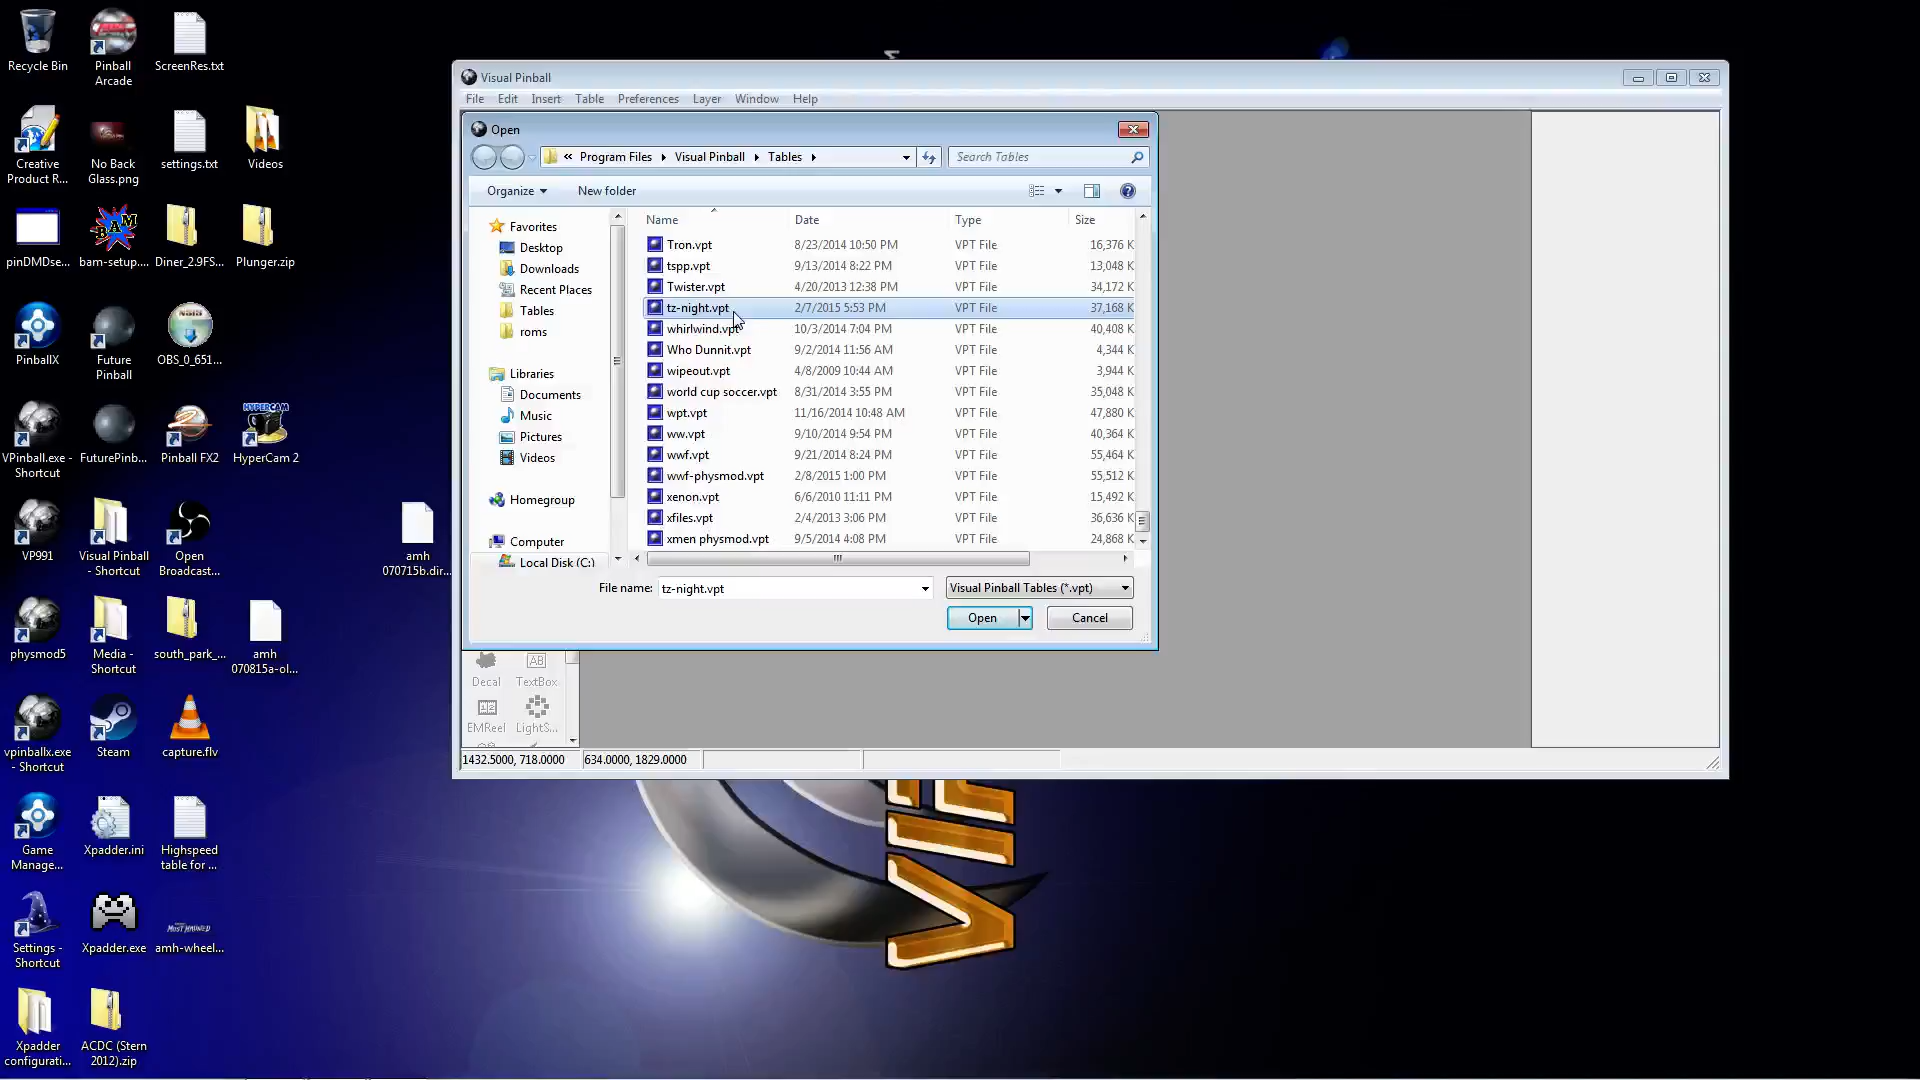 Recycle Bin
Pinball
Arcade
ScreenRes.txt
Creative
Product R...
No Back
Glass.png
settings.txt
Videos
pinDMDse...
BAM
bam-setup....
Diner_2.9FS...
Plunger.zip
PinballX
Future
Pinball
NSIS
OBS_0_651...
VPinball.exe -
Shortcut
FuturePinb...
Pinball FX2
HYPERCAM
HyperCam 2
VP991
Visual Pinball
- Shortcut
Open
Broadcast...
amh
070715b.dir...
physmod5
Media -
Shortcut
south_park_...
amh
070815a-ol...
vpinballx.exe
- Shortcut
Steam
capture.flv
Game
Manage...
Xpadder.ini
Highspeed
table for ...
Settings -
Shortcut
Xpadder.exe
MOST HAUNTED
amh-wheel...
Xpadder
configurati...
ACDC (Stern
2012).zip
Visual Pinball
File Edit Insert Table Preferences Layer Window Help
Open
« Program Files Visual Pinball Tables
Search Tables
Organize New folder
Favorites
Desktop
Downloads
Recent Places
Tables
roms
Libraries
Documents
Music
Pictures
Videos
Homegroup
Computer
Local Disk (C:)
Name Date Type Size
Tron.vpt 8/23/2014 10:50 PM VPT File 16,376 K
tspp.vpt 9/13/2014 8:22 PM VPT File 13,048 K
Twister.vpt 4/20/2013 12:38 PM VPT File 34,172 K
tz-night.vpt 2/7/2015 5:53 PM VPT File 37,168 K
whirlwind.vpt 10/3/2014 7:04 PM VPT File 40,408 K
Who Dunnit.vpt 9/2/2014 11:56 AM VPT File 4,344 K
wipeout.vpt 4/8/2009 10:44 AM VPT File 3,944 K
world cup soccer.vpt 8/31/2014 3:55 PM VPT File 35,048 K
wpt.vpt 11/16/2014 10:48 AM VPT File 47,880 K
ww.vpt 9/10/2014 9:54 PM VPT File 40,364 K
wwf.vpt 9/21/2014 8:24 PM VPT File 55,464 K
wwf-physmod.vpt 2/8/2015 1:00 PM VPT File 55,512 K
xenon.vpt 6/6/2010 11:11 PM VPT File 15,492 K
xfiles.vpt 2/4/2013 3:06 PM VPT File 36,636 K
xmen physmod.vpt 9/5/2014 4:08 PM VPT File 24,868 K
File name: tz-night.vpt
Visual Pinball Tables (*.vpt)
Open
Cancel
AB
Decal TextBox
EMReel LightS...
1432.5000, 718.0000 634.0000, 1829.0000